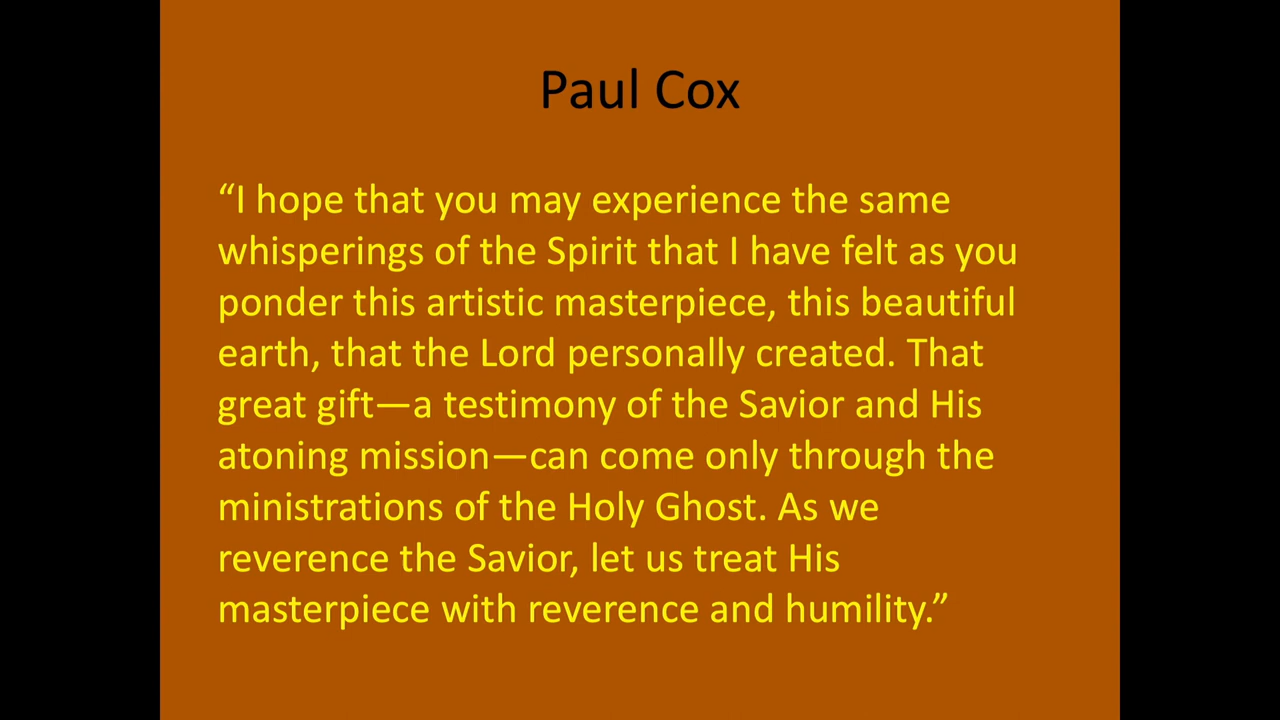 Paul Cox
“I hope that you may experience the same
whisperings of the Spirit that I have felt as you
ponder this artistic masterpiece, this beautiful
earth, that the Lord personally created. That
great gift—a testimony of the Savior and His
atoning mission—can come only through the
ministrations of the Holy Ghost. As we
reverence the Savior, let us treat His
masterpiece with reverence and humility.”